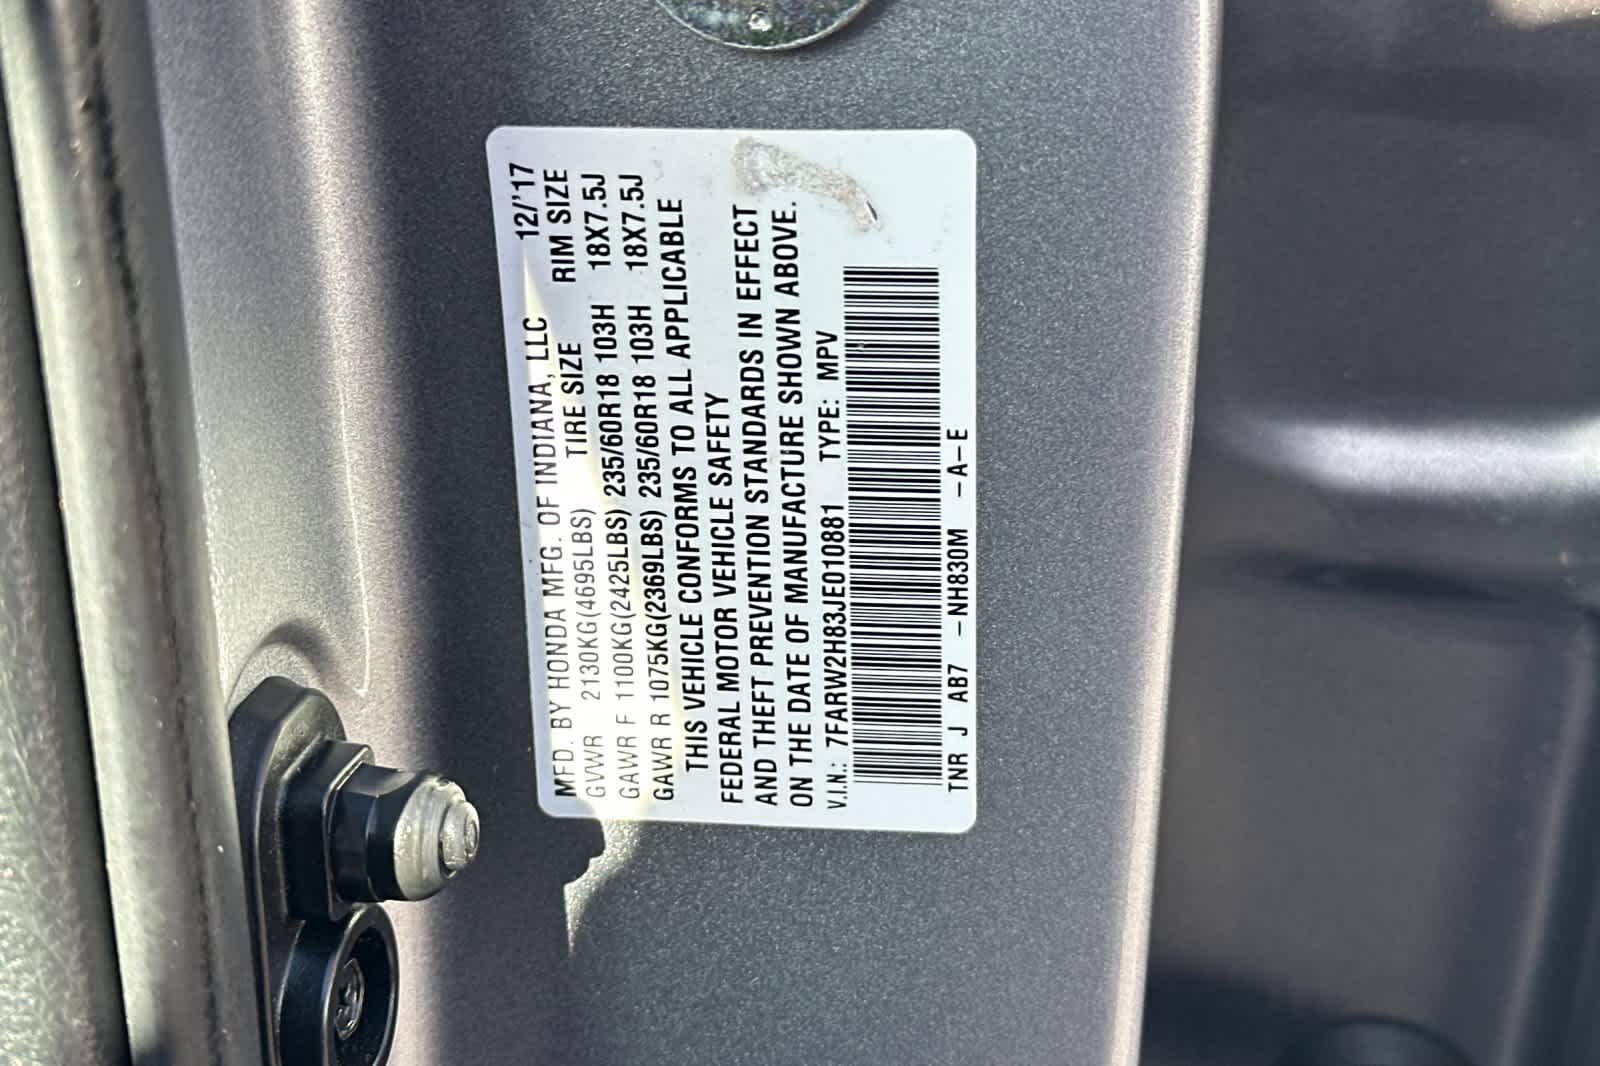 MFD. BY HONDA MFG. OF INDIANA, LLC 12/'17
TIRE SIZE RIM SIZE
GVWR 2130KG(4695LBS)
GAWR F 1100KG(2425LBS) 235/60R18 103H 18X7.5J
GAWR R 1075KG(2369LBS) 235/60R18 103H 18X7.5J
THIS VEHICLE CONFORMS TO ALL APPLICABLE
FEDERAL MOTOR VEHICLE SAFETY
AND THEFT PREVENTION STANDARDS IN EFFECT
ON THE DATE OF MANUFACTURE SHOWN ABOVE.
V.I.N.: 7FARW2H83JE010881 TYPE: MPV
TNR J AB7 -NH830M -A-E